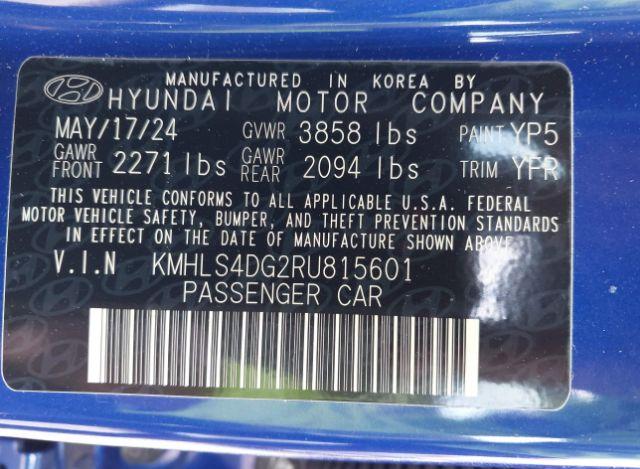 MANUFACTURED IN KOREA BY
HYUNDAI MOTOR COMPANY
MAY/17/24 GVWR 3858 lbs PAINT YP5
GAWR FRONT 2271 lbs GAWR REAR 2094 lbs TRIM YFR
THIS VEHICLE CONFORMS TO ALL APPLICABLE U.S.A. FEDERAL
MOTOR VEHICLE SAFETY, BUMPER, AND THEFT PREVENTION STANDARDS
IN EFFECT ON THE DATE OF MANUFACTURE SHOWN ABOVE.
V.I.N KMHLS4DG2RU815601
PASSENGER CAR